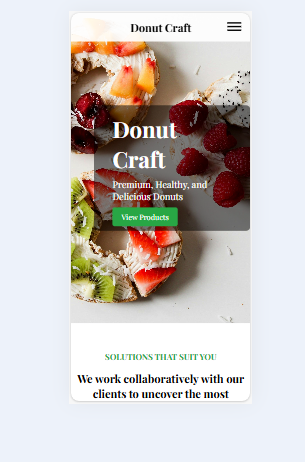 Donut Craft
Donut
Craft
Premium, Healthy, and
Delicious Donuts
View Products
SOLUTIONS THAT SUIT YOU
We work collaboratively with our
clients to uncover the most